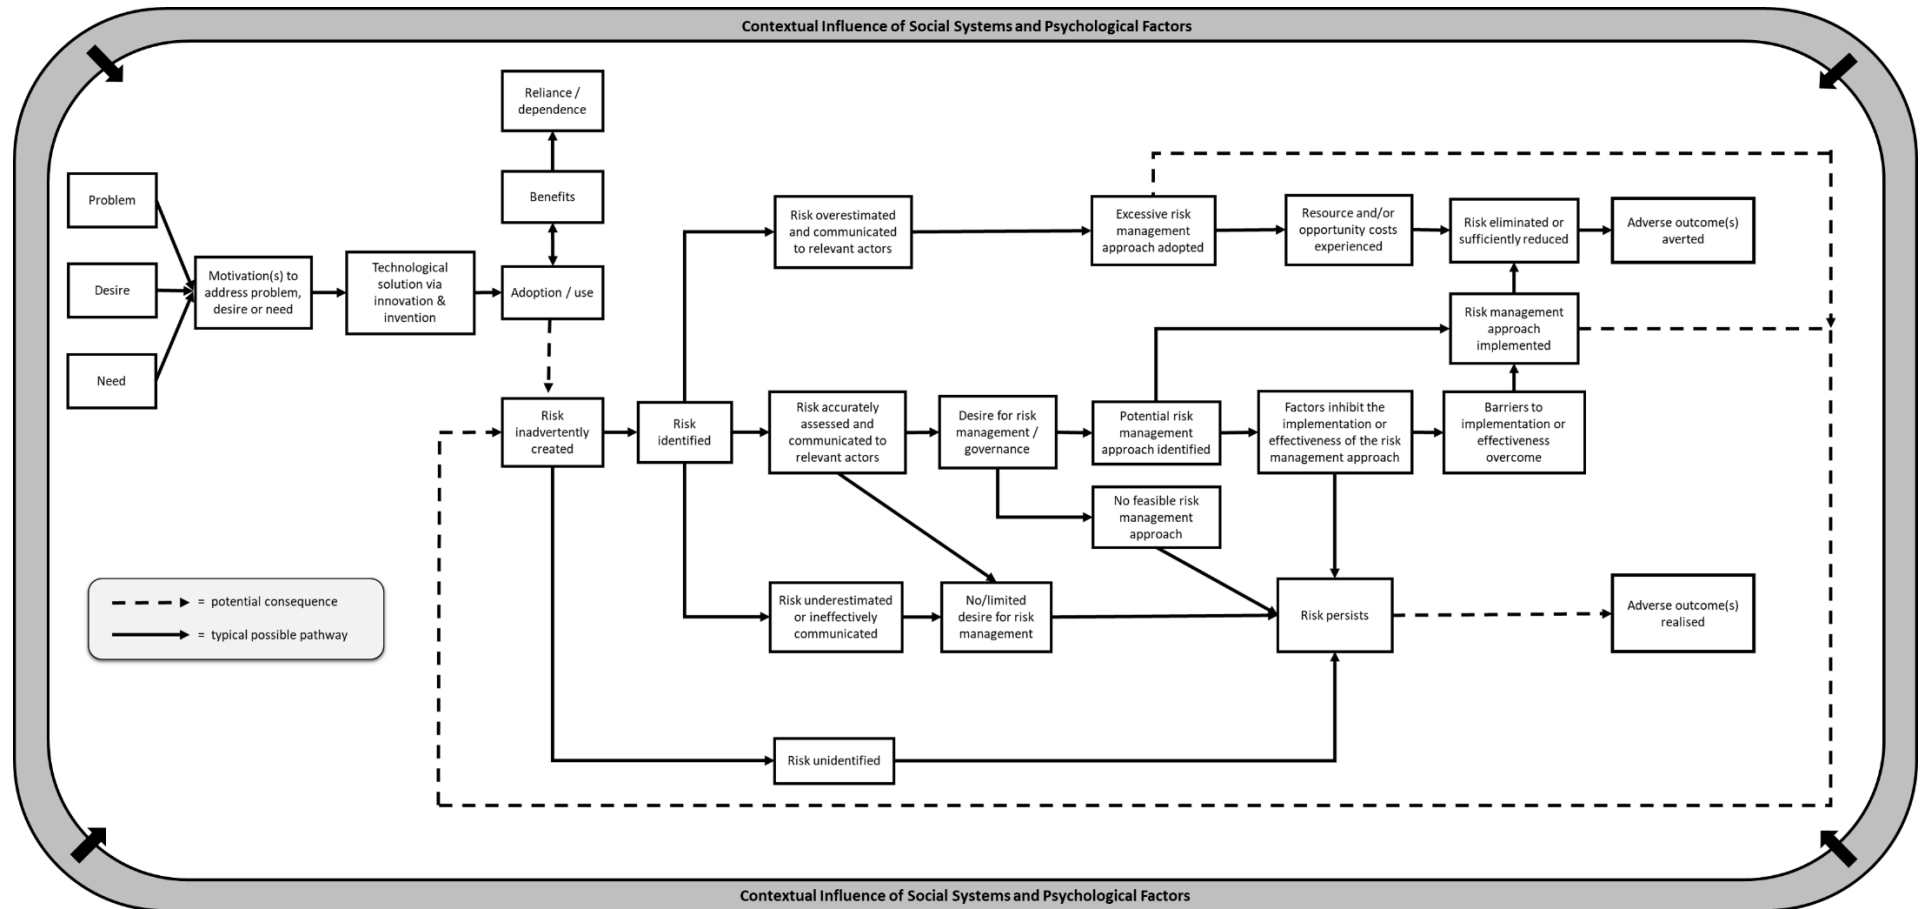 Contextual Influence of Social Systems and Psychological Factors
Reliance /
dependence
Benefits
Adoption / use
Problem
Desire
Need
Motivation(s) to
address problem,
desire or need
Technological
solution via
innovation &
invention
Risk overestimated
and communicated
to relevant actors
Excessive risk
management
approach adopted
Resource and/or
opportunity costs
experienced
Risk eliminated or
sufficiently reduced
Adverse outcome(s)
averted
Risk management
approach
implemented
Risk
inadvertently
created
Risk
identified
Risk accurately
assessed and
communicated to
relevant actors
Desire for risk
management /
governance
Potential risk
management
approach identified
Factors inhibit the
implementation or
effectiveness of the risk
management approach
Barriers to
implementation or
effectiveness
overcome
No feasible risk
management
approach
Risk underestimated
or ineffectively
communicated
No/limited
desire for risk
management
Risk persists
Adverse outcome(s)
realised
= potential consequence
= typical possible pathway
Risk unidentified
Contextual Influence of Social Systems and Psychological Factors